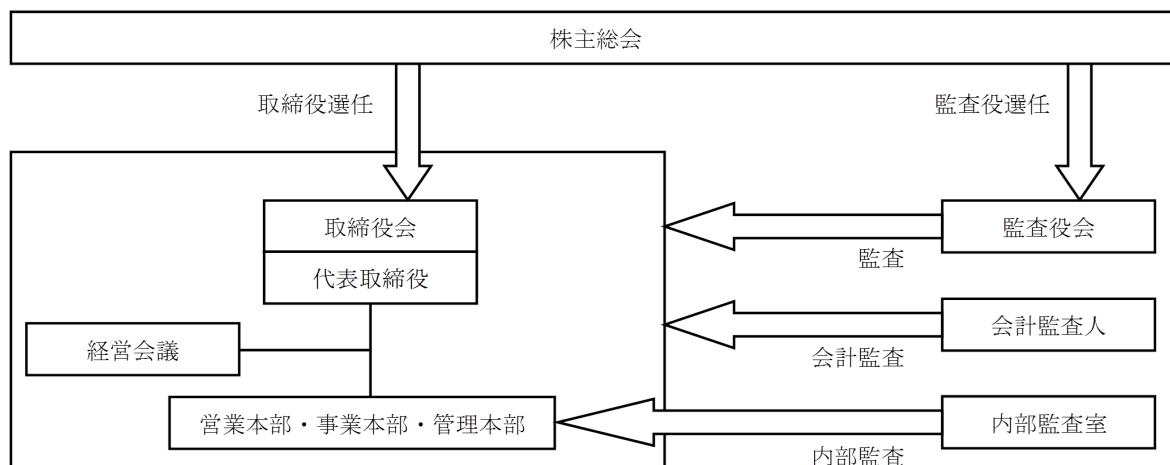 株主総会
取締役選任
監査役選任
取締役会
監査役会
監査
代表取締役
会計監査人
経営会議
会計監査
営業本部・事業本部・管理本部
内部監査室
内部監査